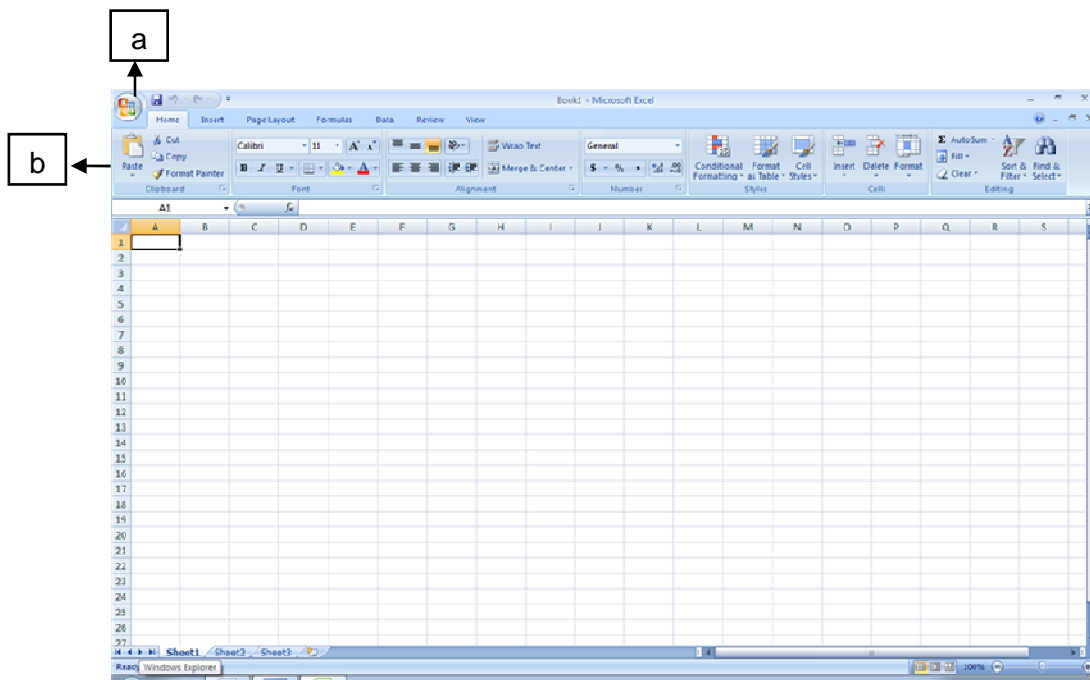 a
b
Book1 - Microsoft Excel
Home Insert Page Layout Formulas Data Review View
Paste
Cut
Copy
Format Painter
Clipboard
Calibri 11
B I U
Font
Wrap Text
Merge & Center
Alignment
General
$ % ,
Number
Conditional Formatting
Format as Table
Cell Styles
Styles
Insert Delete Format
Cells
Σ AutoSum
Fill
Clear
Sort & Filter
Find & Select
Editing
A1 fx
A B C D E F G H I J K L M N O P Q R S
1
2
3
4
5
6
7
8
9
10
11
12
13
14
15
16
17
18
19
20
21
22
23
24
25
26
27
Sheet1 Sheet2 Sheet3
Windows Explorer 100%